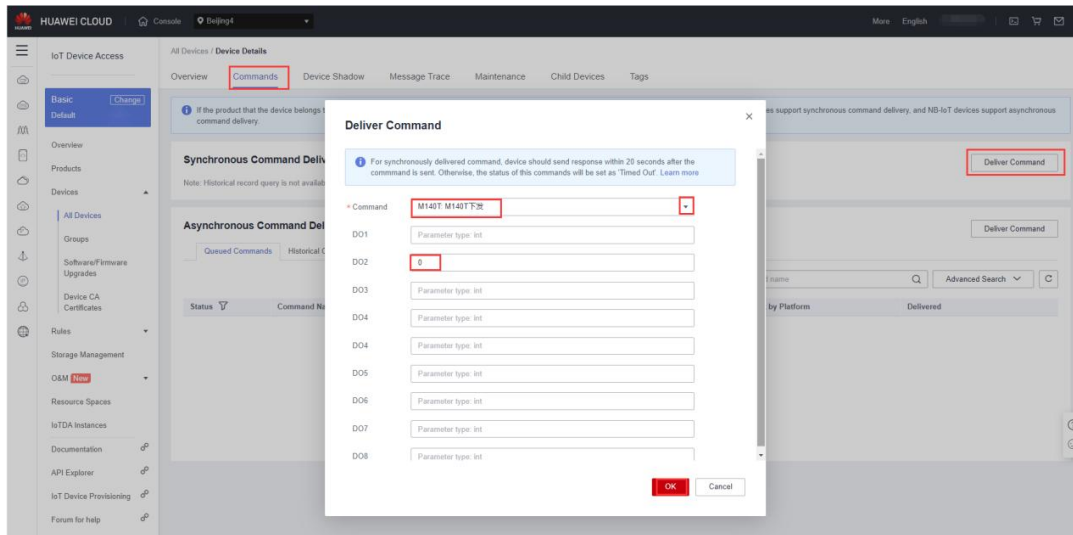 HUAWEI
HUAWEI CLOUD
Console
Beijing4
More
English
IoT Device Access
Basic
Change
Default
Overview
Products
Devices
All Devices
Groups
Software/Firmware
Upgrades
Device CA
Certificates
Rules
Storage Management
O&M New
Resource Spaces
IoTDA Instances
Documentation
API Explorer
IoT Device Provisioning
Forum for help
All Devices / Device Details
Overview
Commands
Device Shadow
Message Trace
Maintenance
Child Devices
Tags
If the product that the device belongs t
es support synchronous command delivery, and NB-IoT devices support asynchronous
command delivery.
Synchronous Command Deliv
Deliver Command
Note: Historical record query is not availab
Asynchronous Command Del
Deliver Command
Queued Commands
Historical C
name
Advanced Search
Status
Command Na
by Platform
Delivered
Deliver Command
For synchronously delivered command, device should send response within 20 seconds after the
commmand is sent. Otherwise, the status of this commands will be set as 'Timed Out'. Learn more
* Command
M140T: M140T下发
DO1
Parameter type: int
DO2
0
DO3
Parameter type: int
DO4
Parameter type: int
DO4
Parameter type: int
DO5
Parameter type: int
DO6
Parameter type: int
DO7
Parameter type: int
DO8
Parameter type: int
OK
Cancel